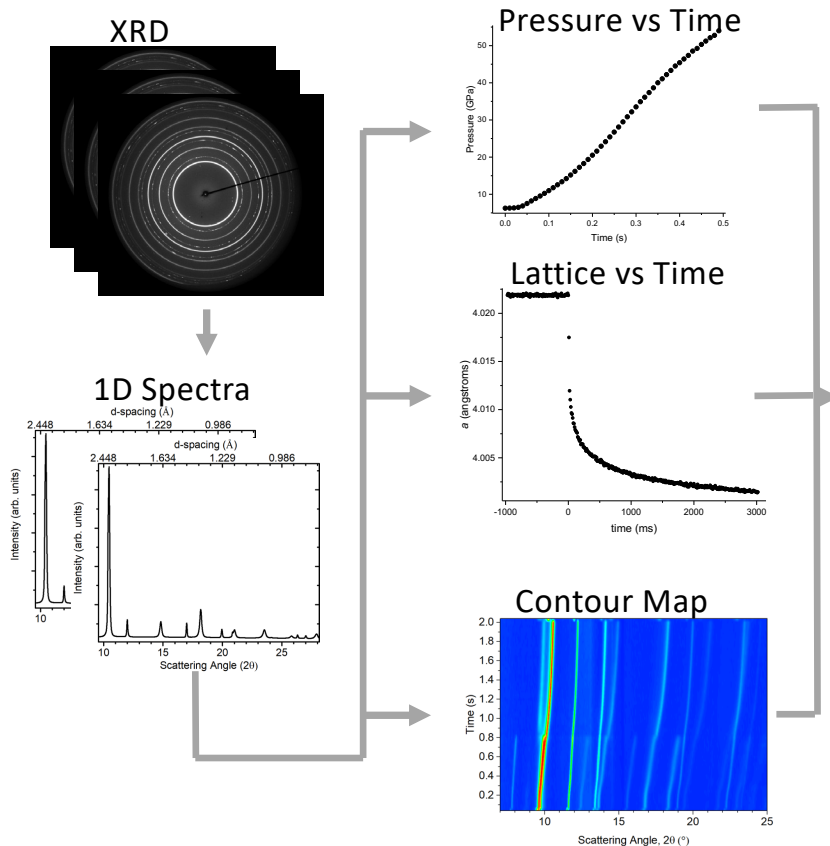 XRD
1D Spectra
d-spacing (Å)
2.448 1.634 1.229 0.986
d-spacing (Å)
2.448 1.634 1.229 0.986
Intensity (arb. units)
Intensity (arb. units)
10
10 15 20 25
Scattering Angle (2θ)
Pressure vs Time
50
40
30
20
10
Pressure (GPa)
0.0 0.1 0.2 0.3 0.4 0.5
Time (s)
Lattice vs Time
4.020
4.015
4.010
4.005
a (angstroms)
-1000 0 1000 2000 3000
time (ms)
Contour Map
2.0
1.8
1.6
1.4
1.2
1.0
0.8
0.6
0.4
0.2
Time (s)
10 15 20 25
Scattering Angle, 2θ (°)